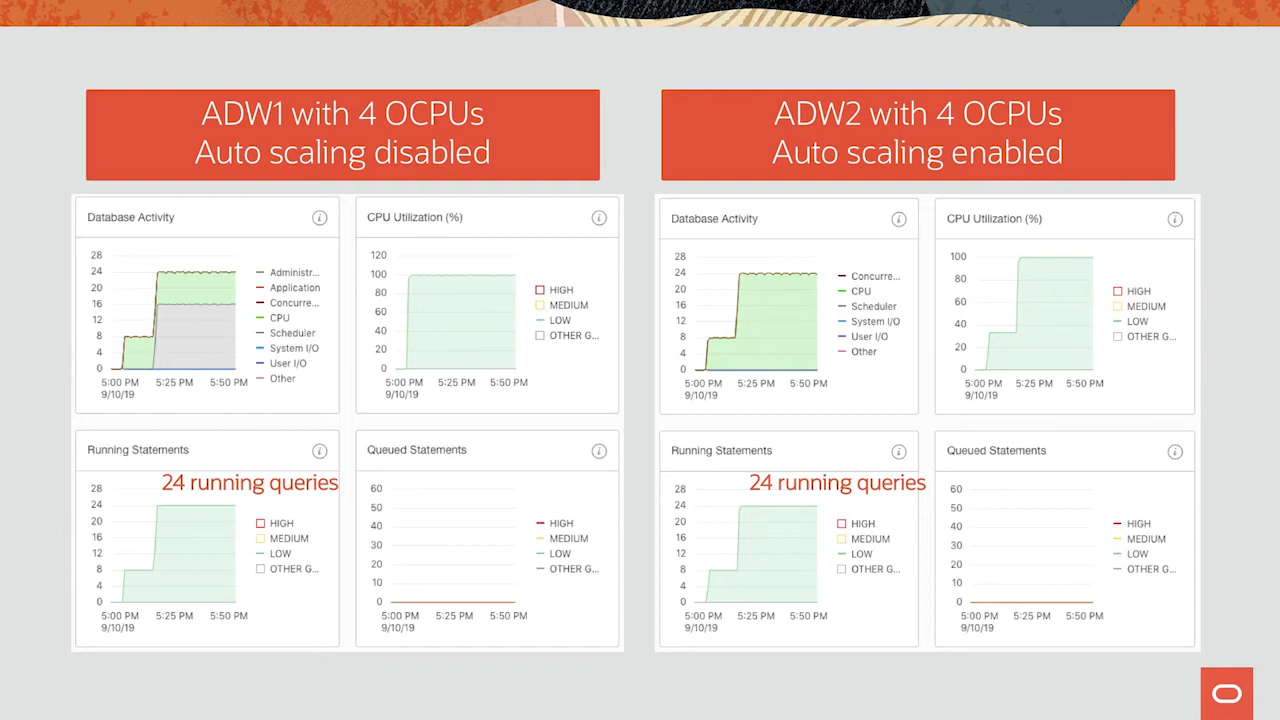 ADW1 with 4 OCPUs
Auto scaling disabled
Database Activity
28
24
20
16
12
8
4
0
5:00 PM 5:25 PM 5:50 PM
9/10/19
Administr...
Application
Concurre...
CPU
Scheduler
System I/O
User I/O
Other
CPU Utilization (%)
120
100
80
60
40
20
0
5:00 PM 5:25 PM 5:50 PM
9/10/19
HIGH
MEDIUM
LOW
OTHER G...
Running Statements
24 running queries
28
24
20
16
12
8
4
0
5:00 PM 5:25 PM 5:50 PM
9/10/19
HIGH
MEDIUM
LOW
OTHER G...
Queued Statements
60
50
40
30
20
10
0
5:00 PM 5:25 PM 5:50 PM
9/10/19
HIGH
MEDIUM
LOW
OTHER G...
ADW2 with 4 OCPUs
Auto scaling enabled
Database Activity
28
24
20
16
12
8
4
0
5:00 PM 5:25 PM 5:50 PM
9/10/19
Concurre...
CPU
Scheduler
System I/O
User I/O
Other
CPU Utilization (%)
100
80
60
40
20
0
5:00 PM 5:25 PM 5:50 PM
9/10/19
HIGH
MEDIUM
LOW
OTHER G...
Running Statements
24 running queries
28
24
20
16
12
8
4
0
5:00 PM 5:25 PM 5:50 PM
9/10/19
HIGH
MEDIUM
LOW
OTHER G...
Queued Statements
60
50
40
30
20
10
0
5:00 PM 5:25 PM 5:50 PM
9/10/19
HIGH
MEDIUM
LOW
OTHER G...